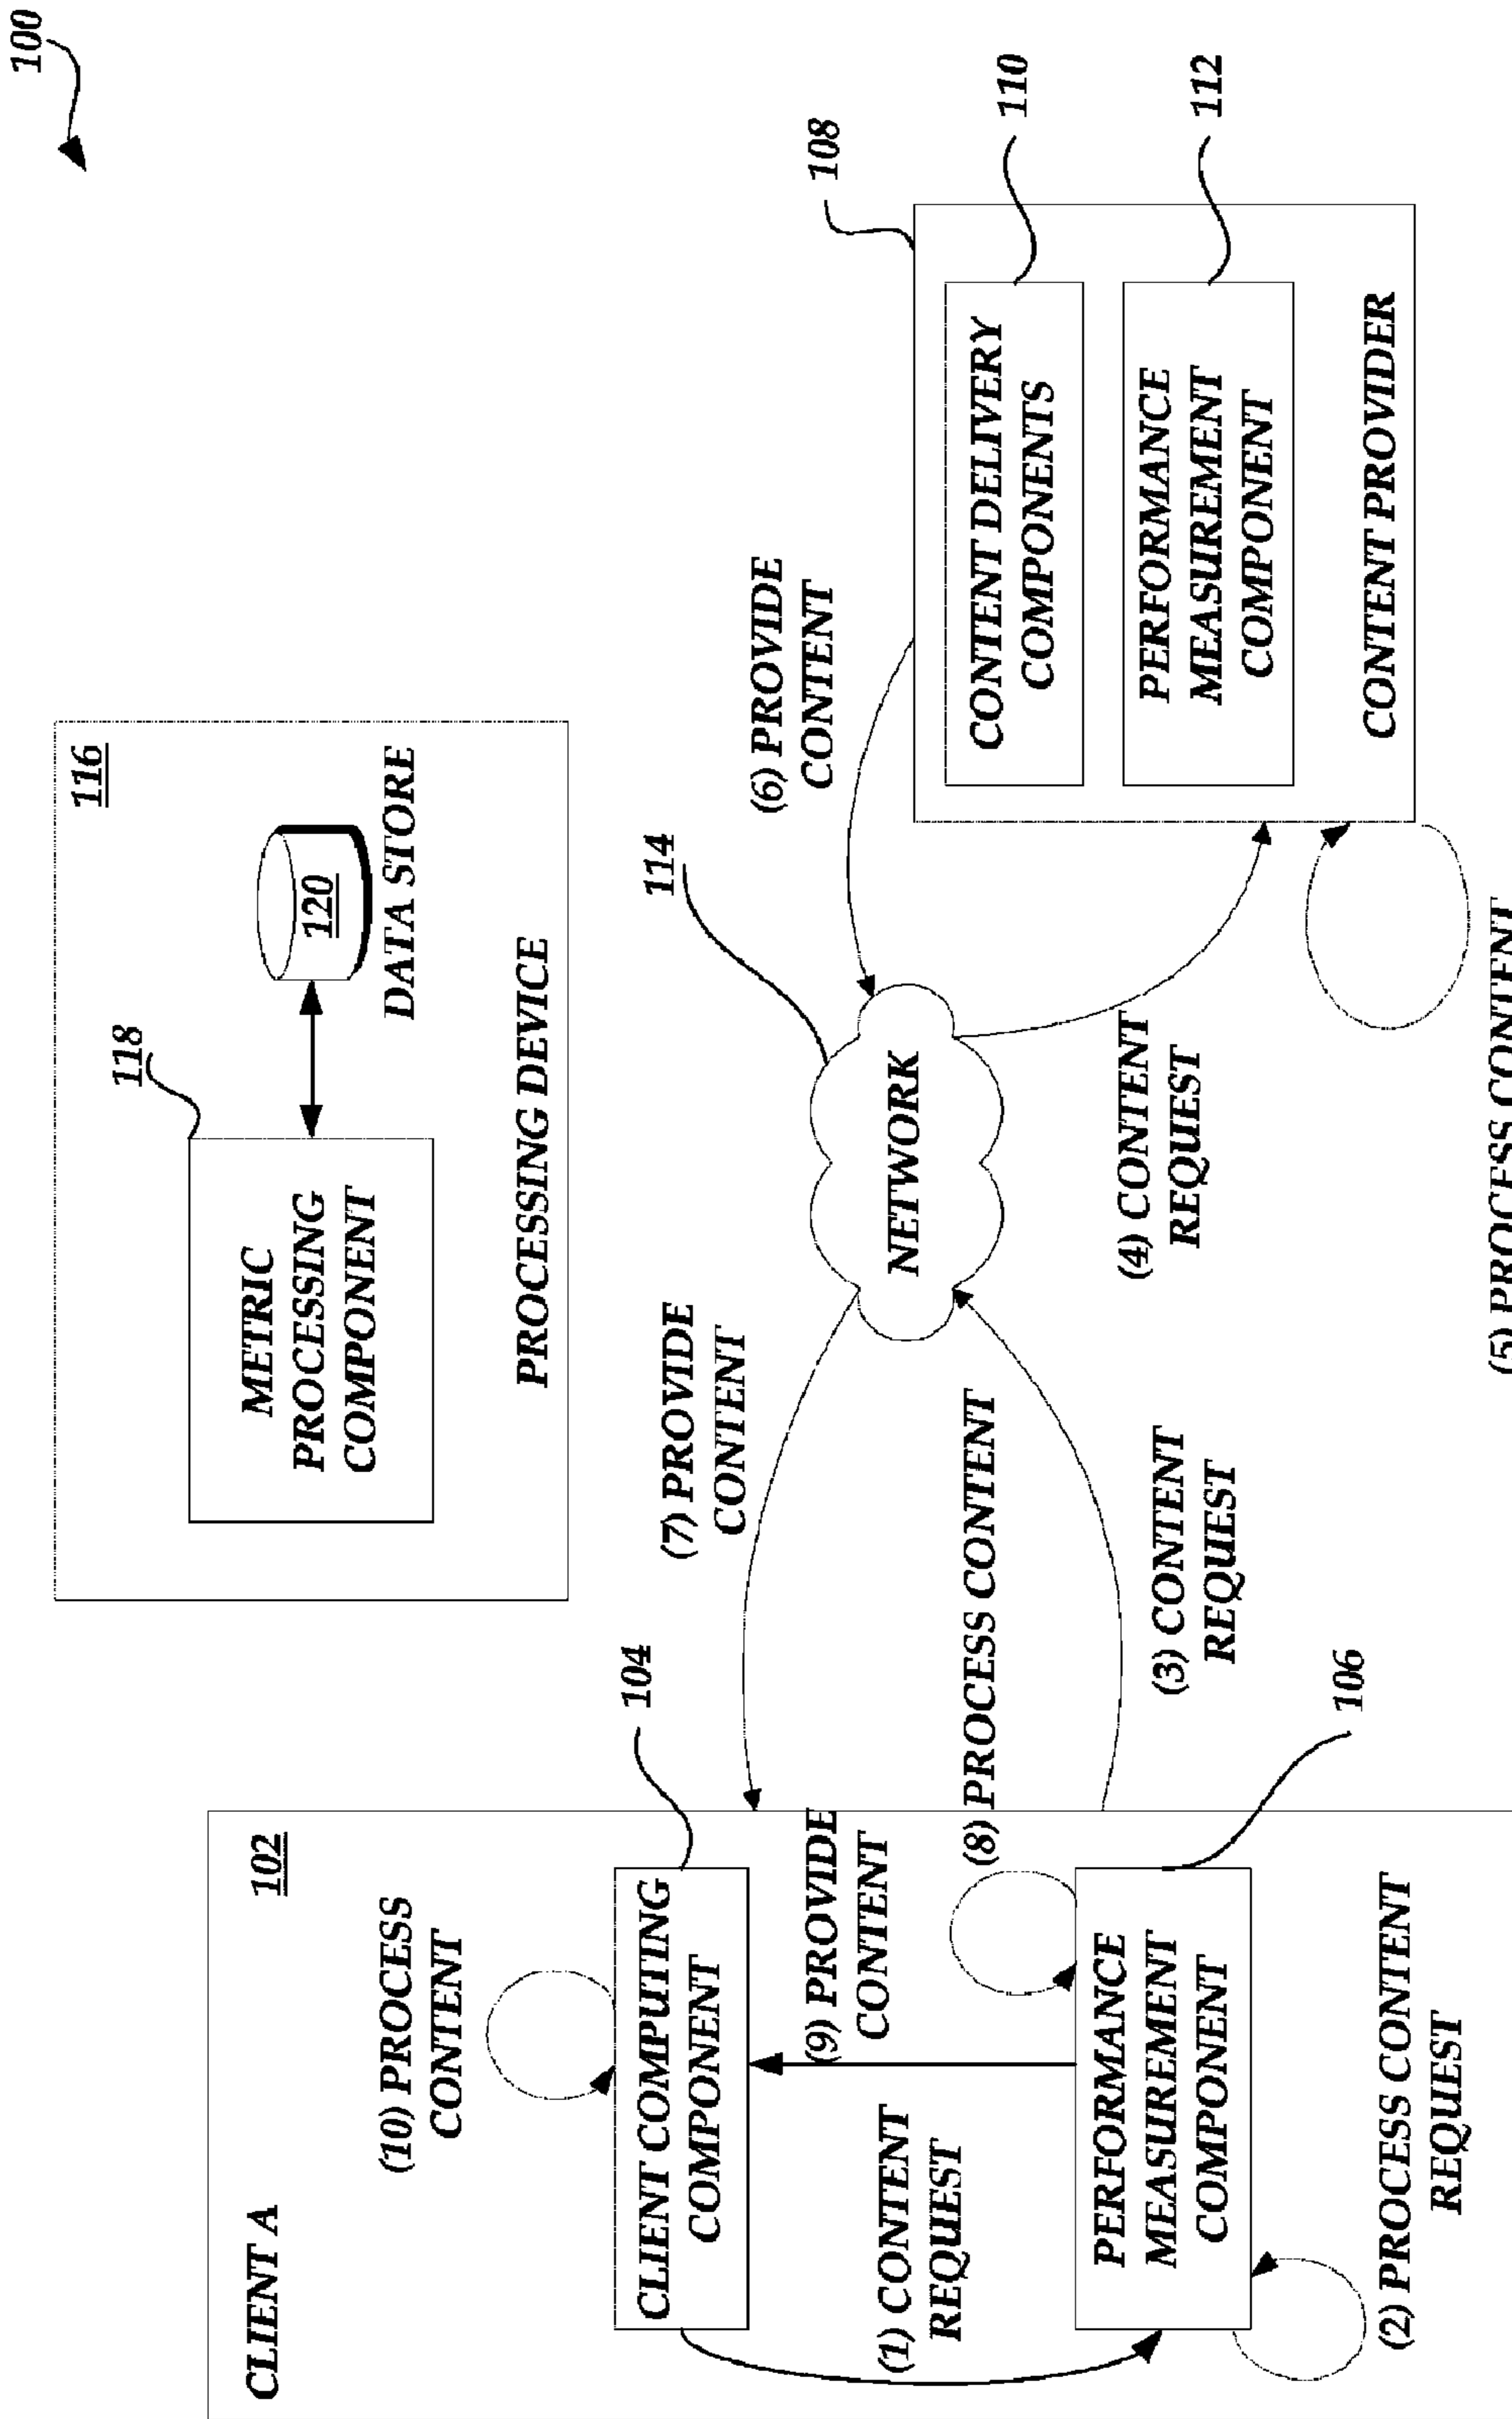 100
116
118
120
DATA STORE
METRIC
PROCESSING
COMPONENT
PROCESSING DEVICE
CLIENT A
102
(10) PROCESS
CONTENT
104
CLIENT COMPUTING
COMPONENT
(7) PROVIDE
CONTENT
114
(6) PROVIDE
CONTENT
108
110
CONTENT DELIVERY
COMPONENTS
112
PERFORMANCE
MEASUREMENT
COMPONENT
CONTENT PROVIDER
NETWORK
(9) PROVIDE
CONTENT
(8) PROCESS CONTENT
(1) CONTENT
REQUEST
(3) CONTENT
REQUEST
(4) CONTENT
REQUEST
106
PERFORMANCE
MEASUREMENT
COMPONENT
(2) PROCESS CONTENT
REQUEST
(5) PROCESS CONTENT